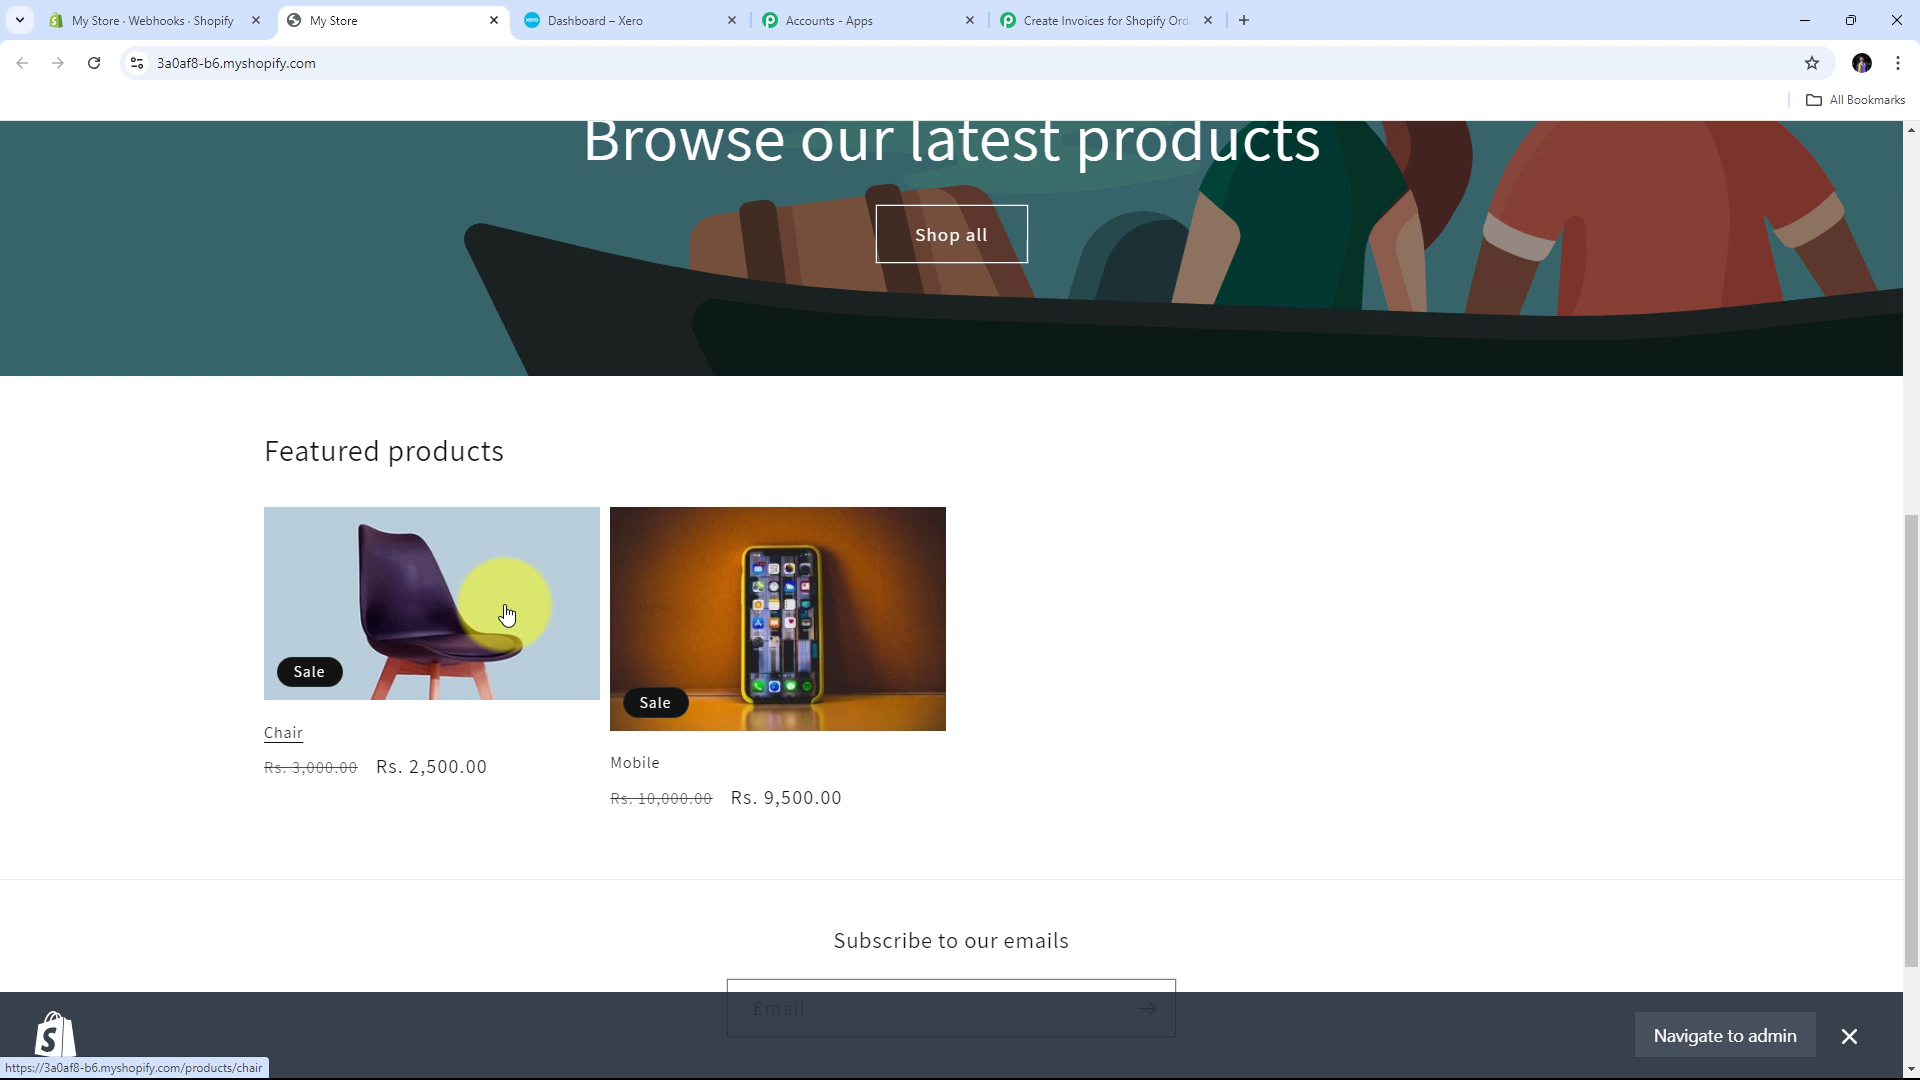 My Store · Webhooks · Shopify
My Store
Dashboard – Xero
Accounts - Apps
Create Invoices for Shopify Ord
3a0af8-b6.myshopify.com
All Bookmarks
Browse our latest products
Shop all
Featured products
Sale
Sale
Chair
Rs. 3,000.00 Rs. 2,500.00
Mobile
Rs. 10,000.00 Rs. 9,500.00
Subscribe to our emails
Email
Navigate to admin
https://3a0af8-b6.myshopify.com/products/chair